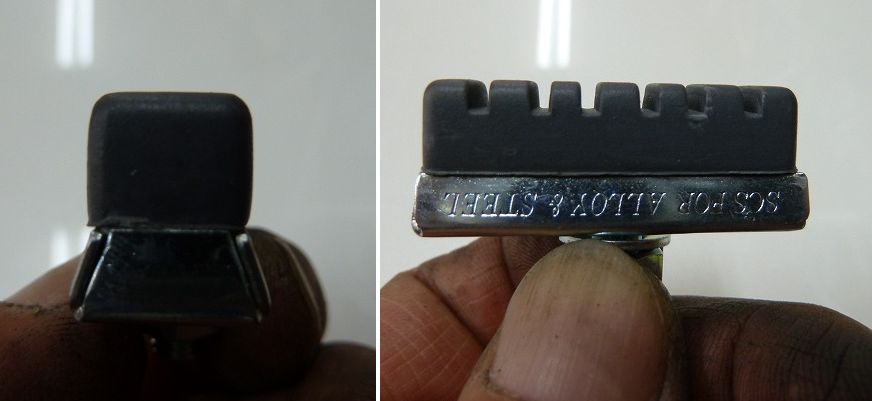 SCS FOR ALLOY & STEEL